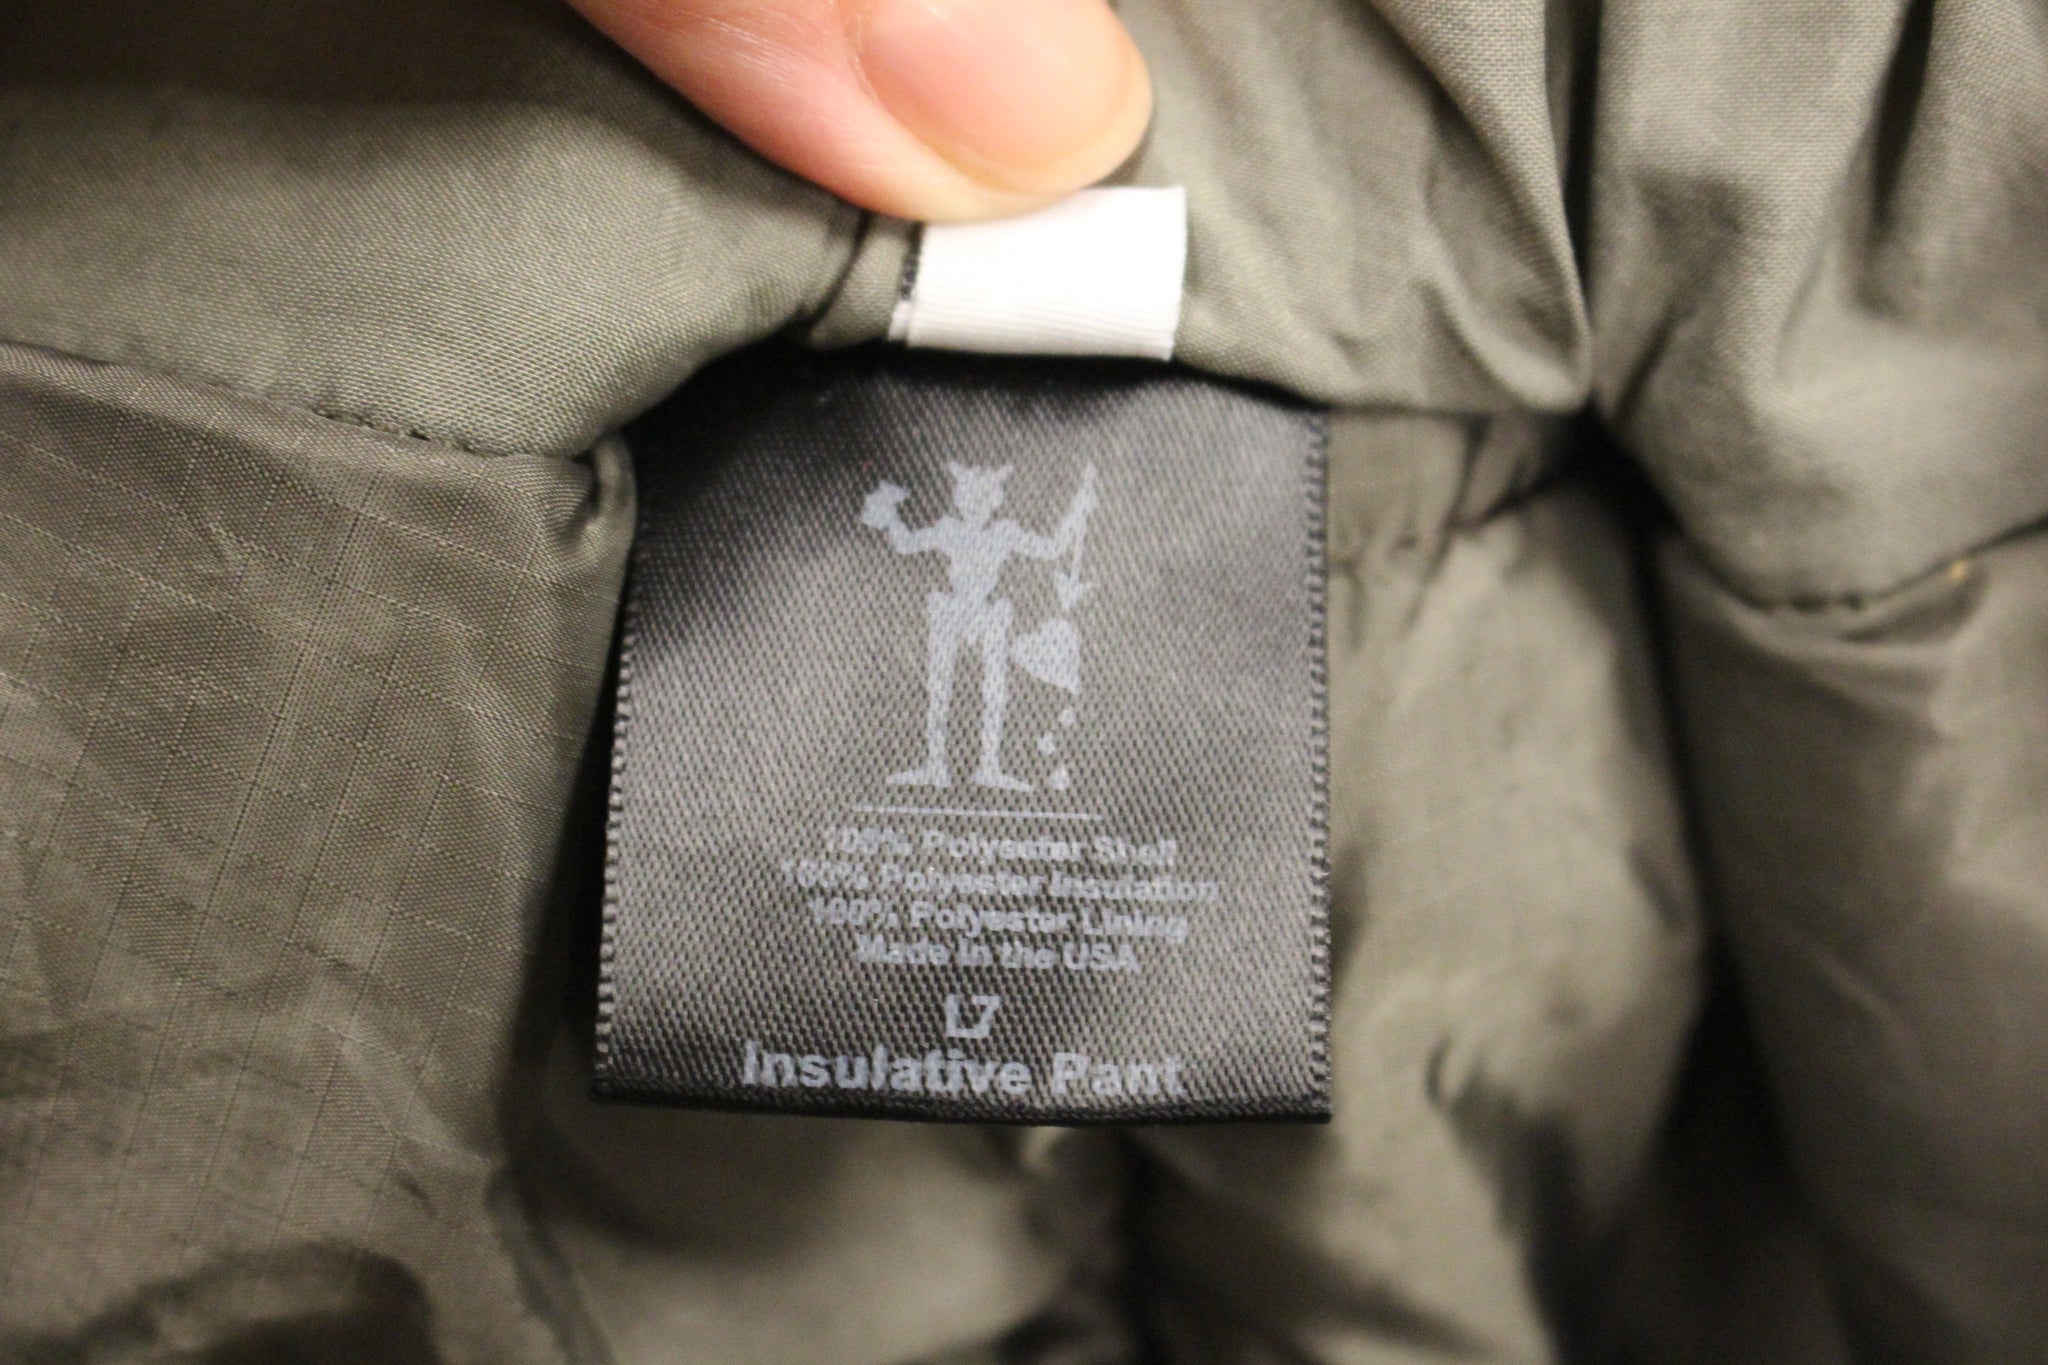 100% Polyester Shell
100% Polyester Insulation
100% Polyester Lining
Made in the USA
L7
Insulative Pant